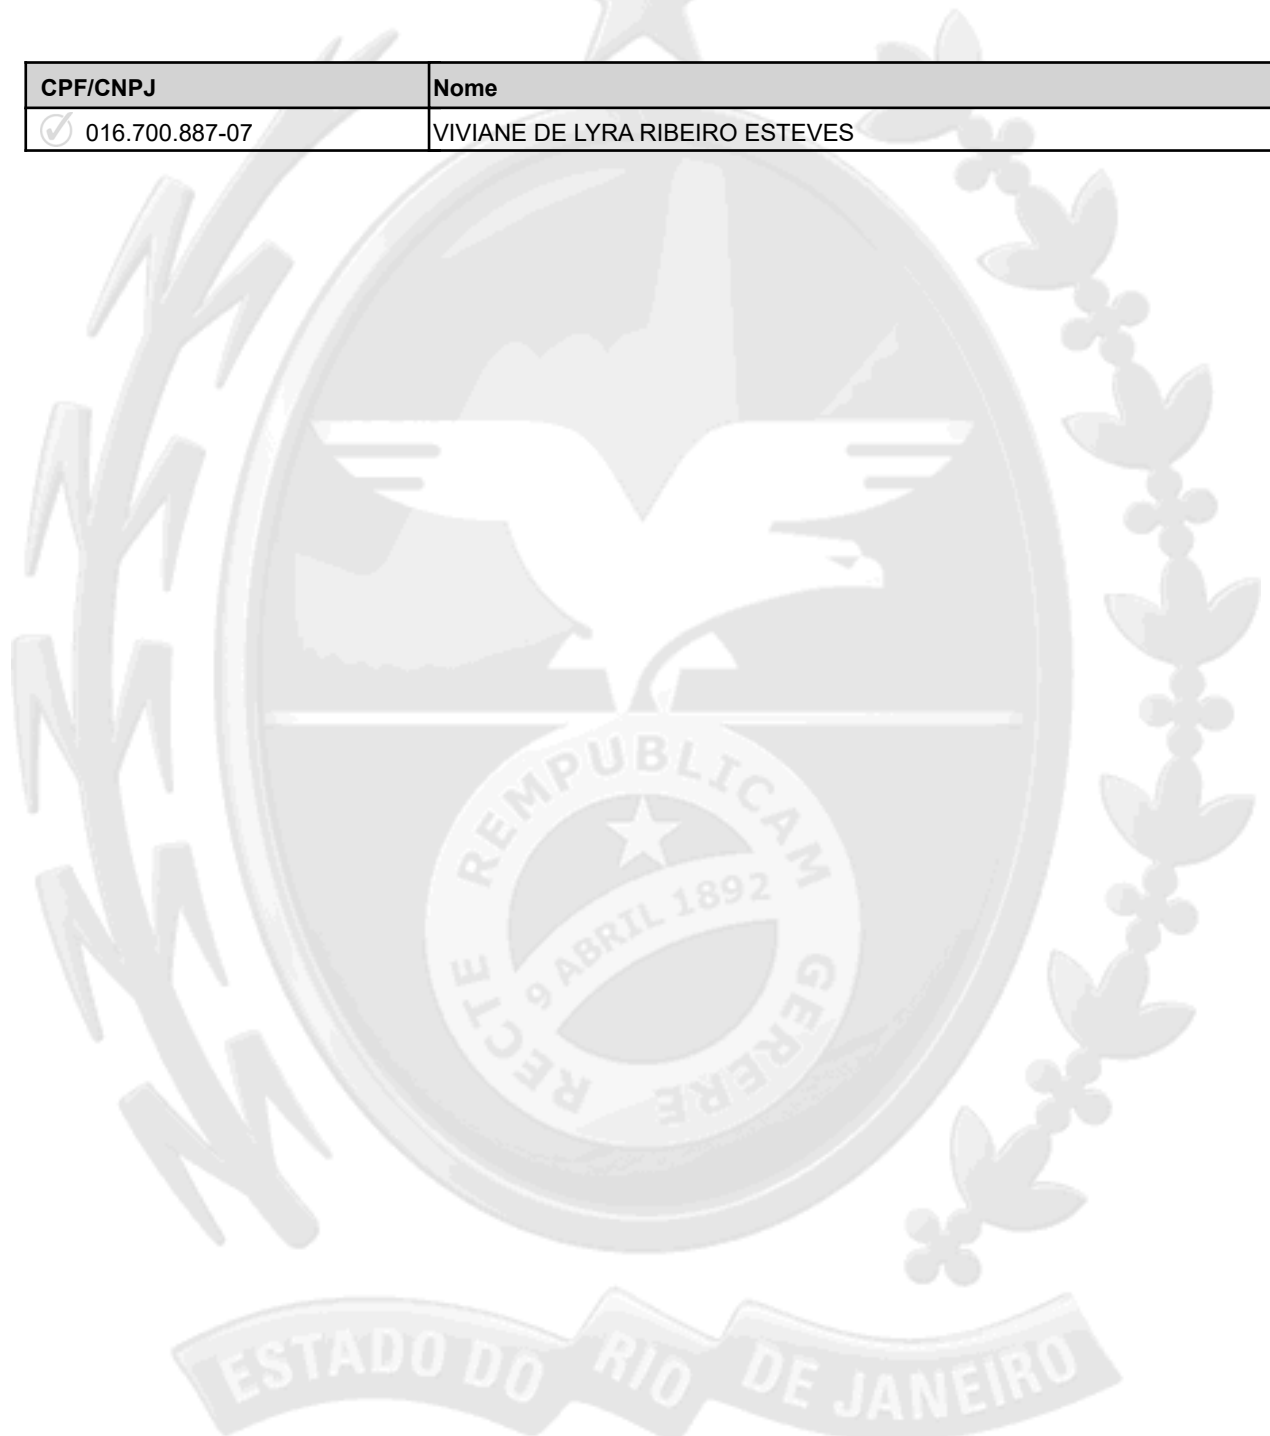 CPF/CNPJ Nome
016.700.887-07 VIVIANE DE LYRA RIBEIRO ESTEVES
RECTE REMPUBLICAM GERERE
9 ABRIL 1892
ESTADO DO RIO DE JANEIRO